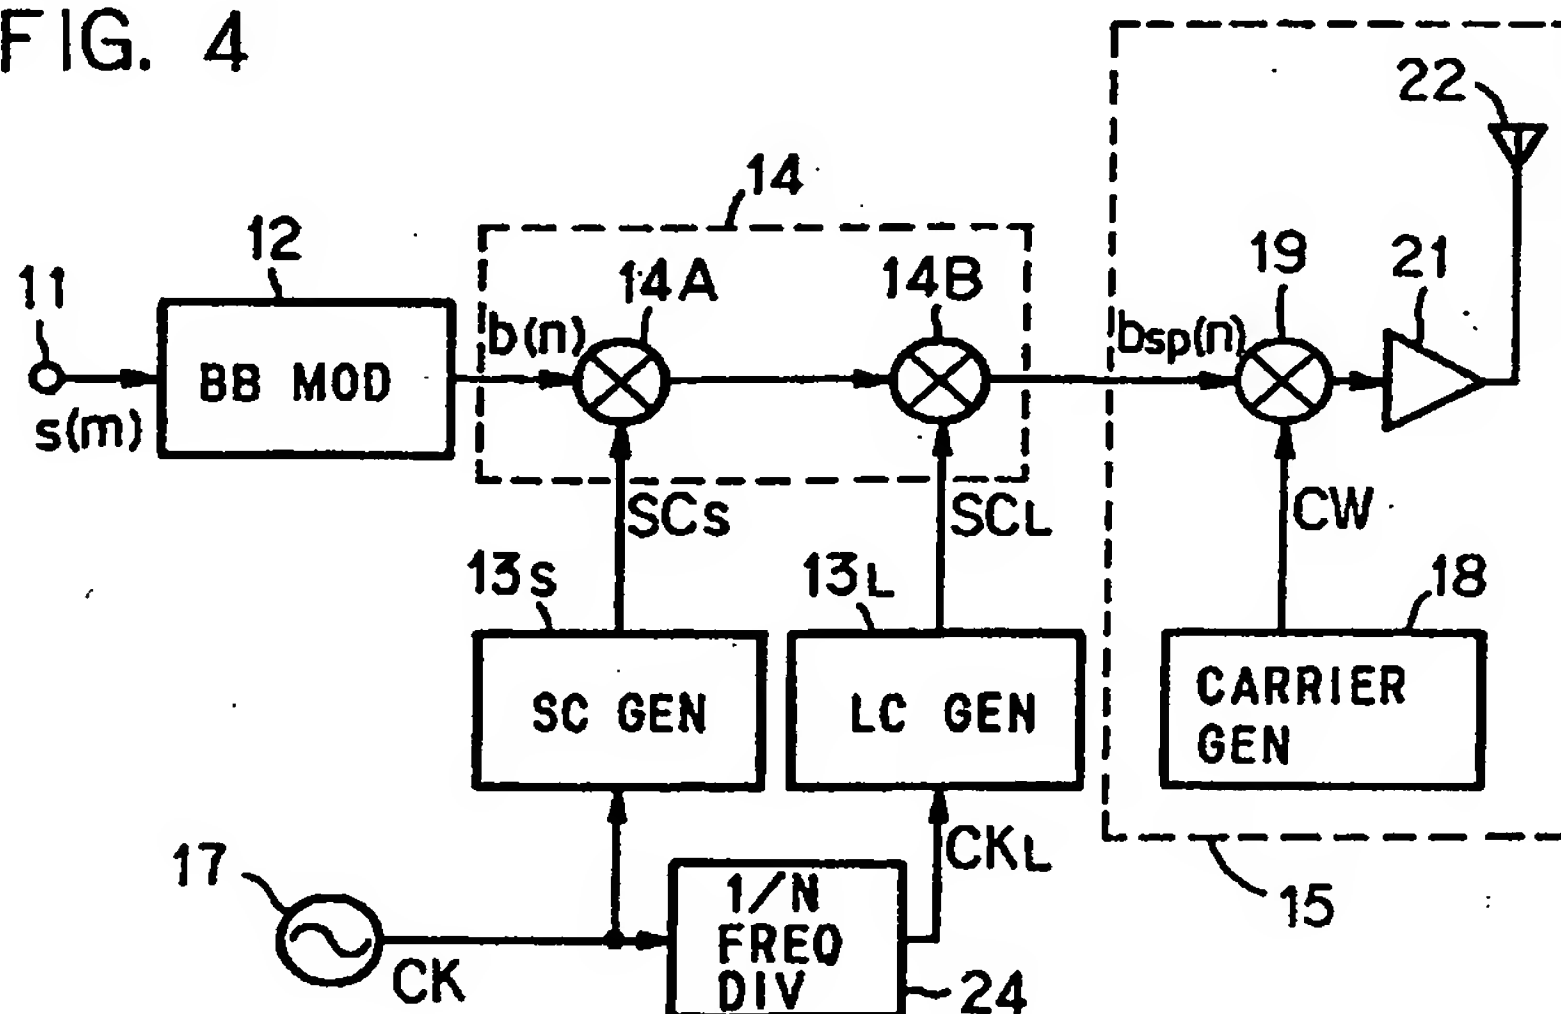 FIG. 4
22
14
12
11
14A
14B
19
21
b(n)
bsp(n)
BB MOD
s(m)
SCs
SCL
CW
13s
13L
18
SC GEN
LC GEN
CARRIER
GEN
CKL
17
1/N
FREQ
DIV
15
CK
24